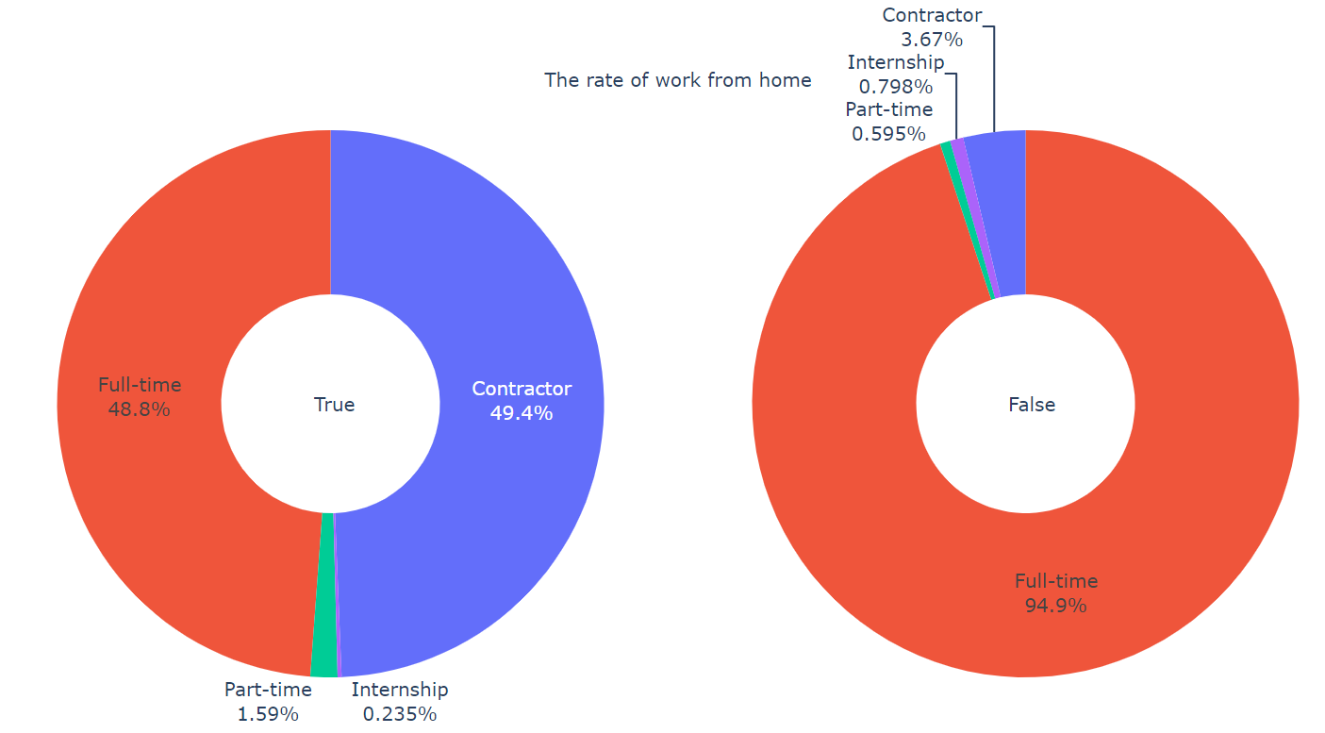 The rate of work from home
Full-time
48.8%
True
Contractor
49.4%
Part-time
1.59%
Internship
0.235%
Contractor
3.67%
Internship
0.798%
Part-time
0.595%
False
Full-time
94.9%